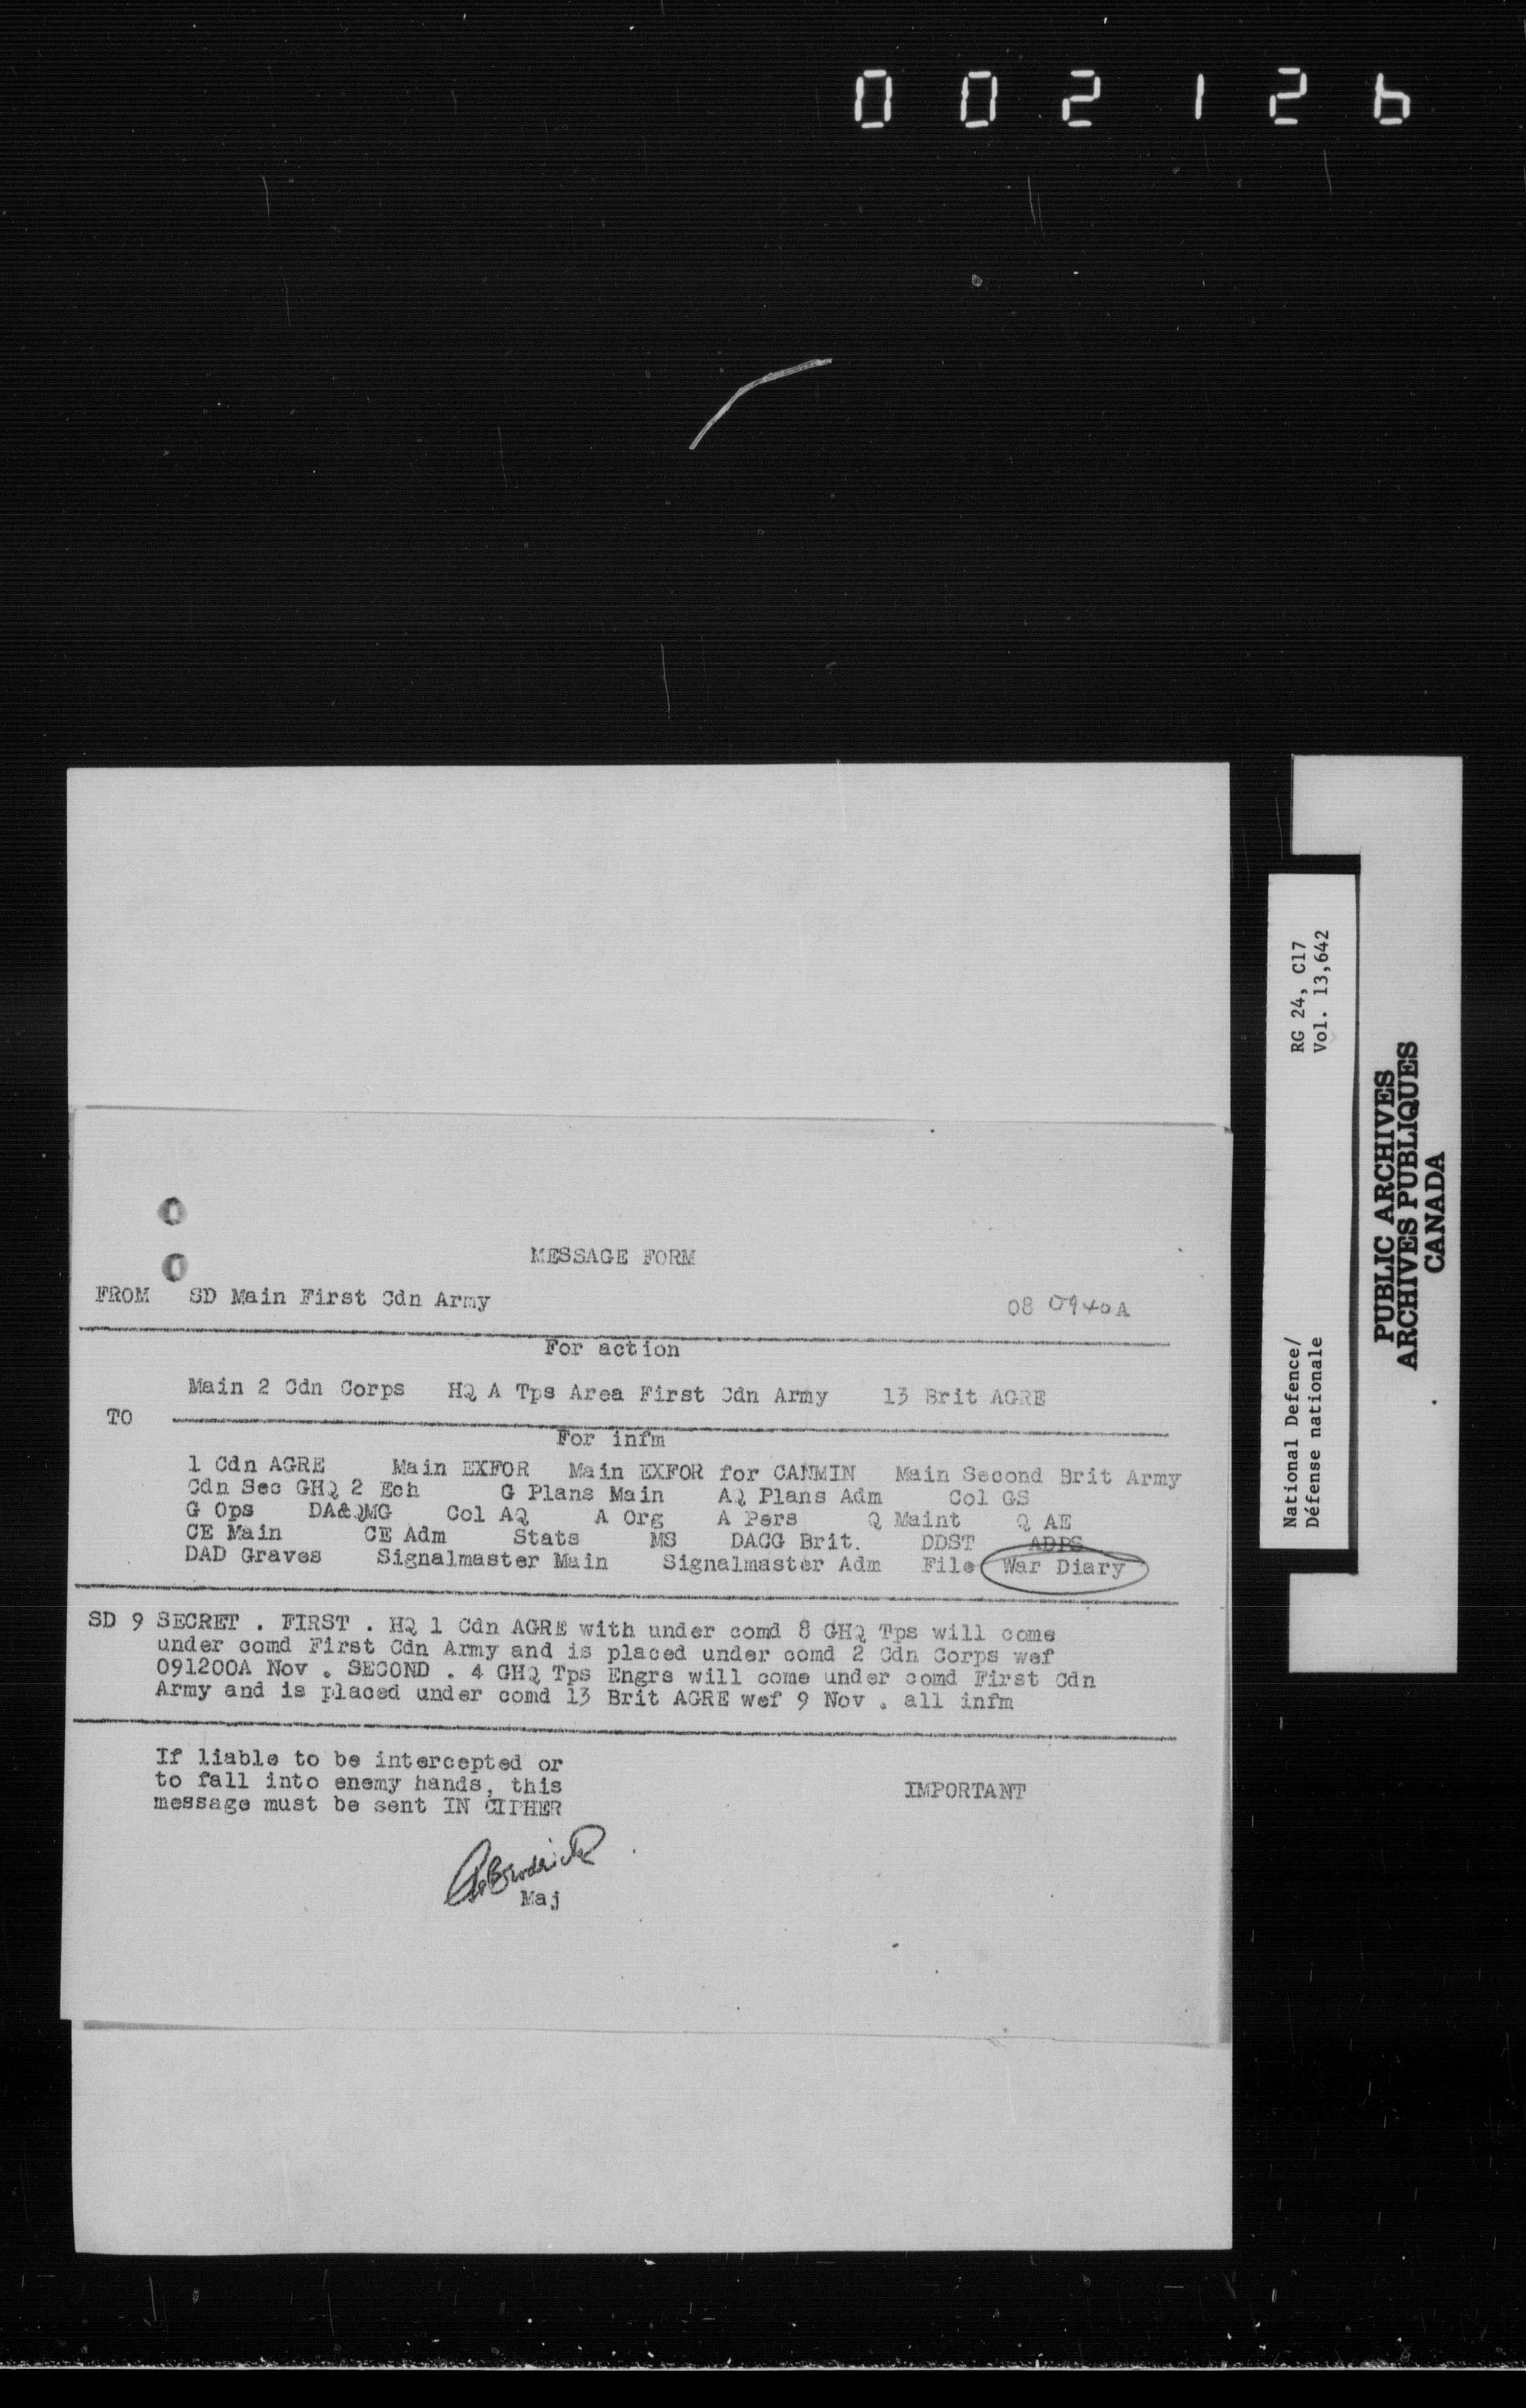 002126
MESSAGE FORM
FROM SD Main First Cdn Army 08 0940A
For action
Main 2 Cdn Corps HQ A Tps Area First Cdn Army 13 Brit AGRE
TO
For infm
1 Cdn AGRE Main EXFOR Main EXFOR for CANMIN Main Second Brit Army
Cdn Sec GHQ 2 Ech G Plans Main AQ Plans Adm Col GS
G Ops DA&QMG Col AQ A Org A Pers Q Maint Q AE
CE Main CE Adm Stats MS DACG Brit. DDST ADPS
DAD Graves Signalmaster Main Signalmaster Adm File War Diary
SD 9 SECRET . FIRST . HQ 1 Cdn AGRE with under comd 8 GHQ Tps will come
under comd First Cdn Army and is placed under comd 2 Cdn Corps wef
091200A Nov . SECOND . 4 GHQ Tps Engrs will come under comd First Cdn
Army and is placed under comd 13 Brit AGRE wef 9 Nov . all infm
If liable to be intercepted or
to fall into enemy hands, this
message must be sent IN CIPHER
IMPORTANT
Maj
National Defence/
Défense nationale
RG 24, C17
Vol. 13,642
PUBLIC ARCHIVES
ARCHIVES PUBLIQUES
CANADA